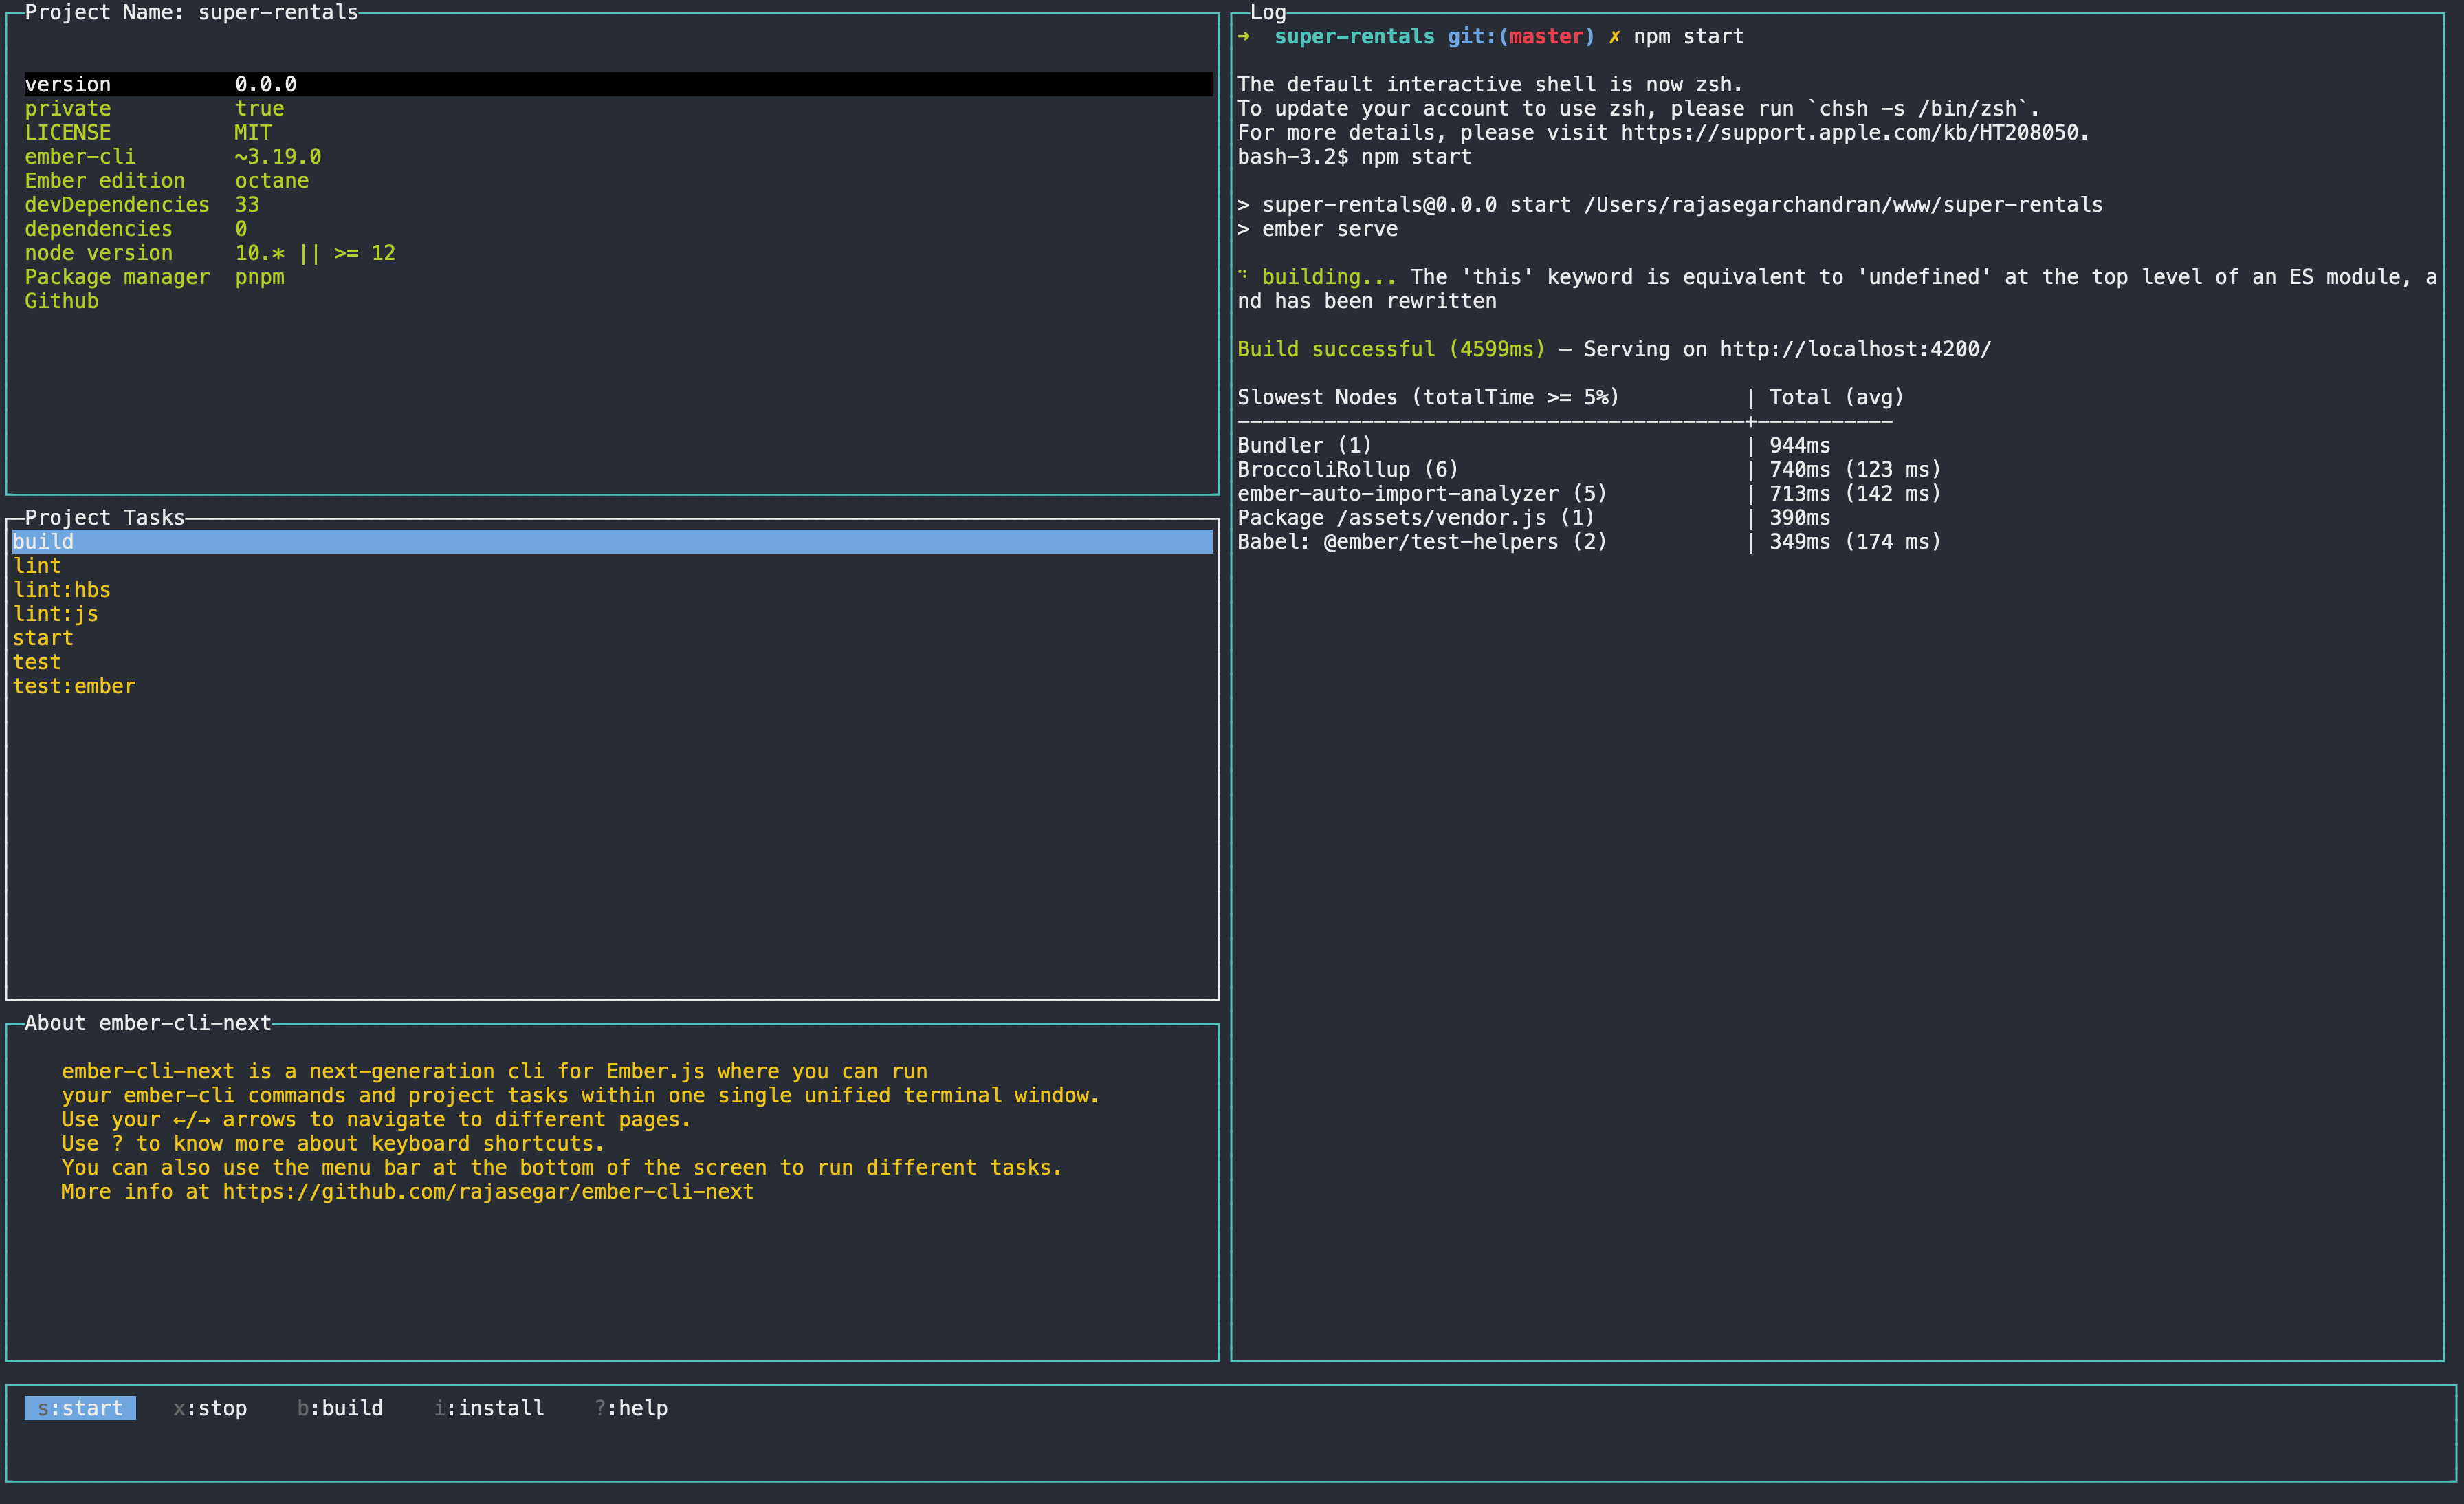 Project Name: super-rentals
version 0.0.0
private true
LICENSE MIT
ember-cli ~3.19.0
Ember edition octane
devDependencies 33
dependencies 0
node version 10.* || >= 12
Package manager pnpm
Github
Project Tasks
build
lint
lint:hbs
lint:js
start
test
test:ember
About ember-cli-next
ember-cli-next is a next-generation cli for Ember.js where you can run
your ember-cli commands and project tasks within one single unified terminal window.
Use your ←/→ arrows to navigate to different pages.
Use ? to know more about keyboard shortcuts.
You can also use the menu bar at the bottom of the screen to run different tasks.
More info at https://github.com/rajasegar/ember-cli-next
Log
➜ super-rentals git:(master) ✗ npm start
The default interactive shell is now zsh.
To update your account to use zsh, please run `chsh -s /bin/zsh`.
For more details, please visit https://support.apple.com/kb/HT208050.
bash-3.2$ npm start
> super-rentals@0.0.0 start /Users/rajasegarchandran/www/super-rentals
> ember serve
building... The 'this' keyword is equivalent to 'undefined' at the top level of an ES module, a
nd has been rewritten
Build successful (4599ms) – Serving on http://localhost:4200/
Slowest Nodes (totalTime >= 5%) | Total (avg)
-----------------------------------------+-----------
Bundler (1) | 944ms
BroccoliRollup (6) | 740ms (123 ms)
ember-auto-import-analyzer (5) | 713ms (142 ms)
Package /assets/vendor.js (1) | 390ms
Babel: @ember/test-helpers (2) | 349ms (174 ms)
s:start x:stop b:build i:install ?:help